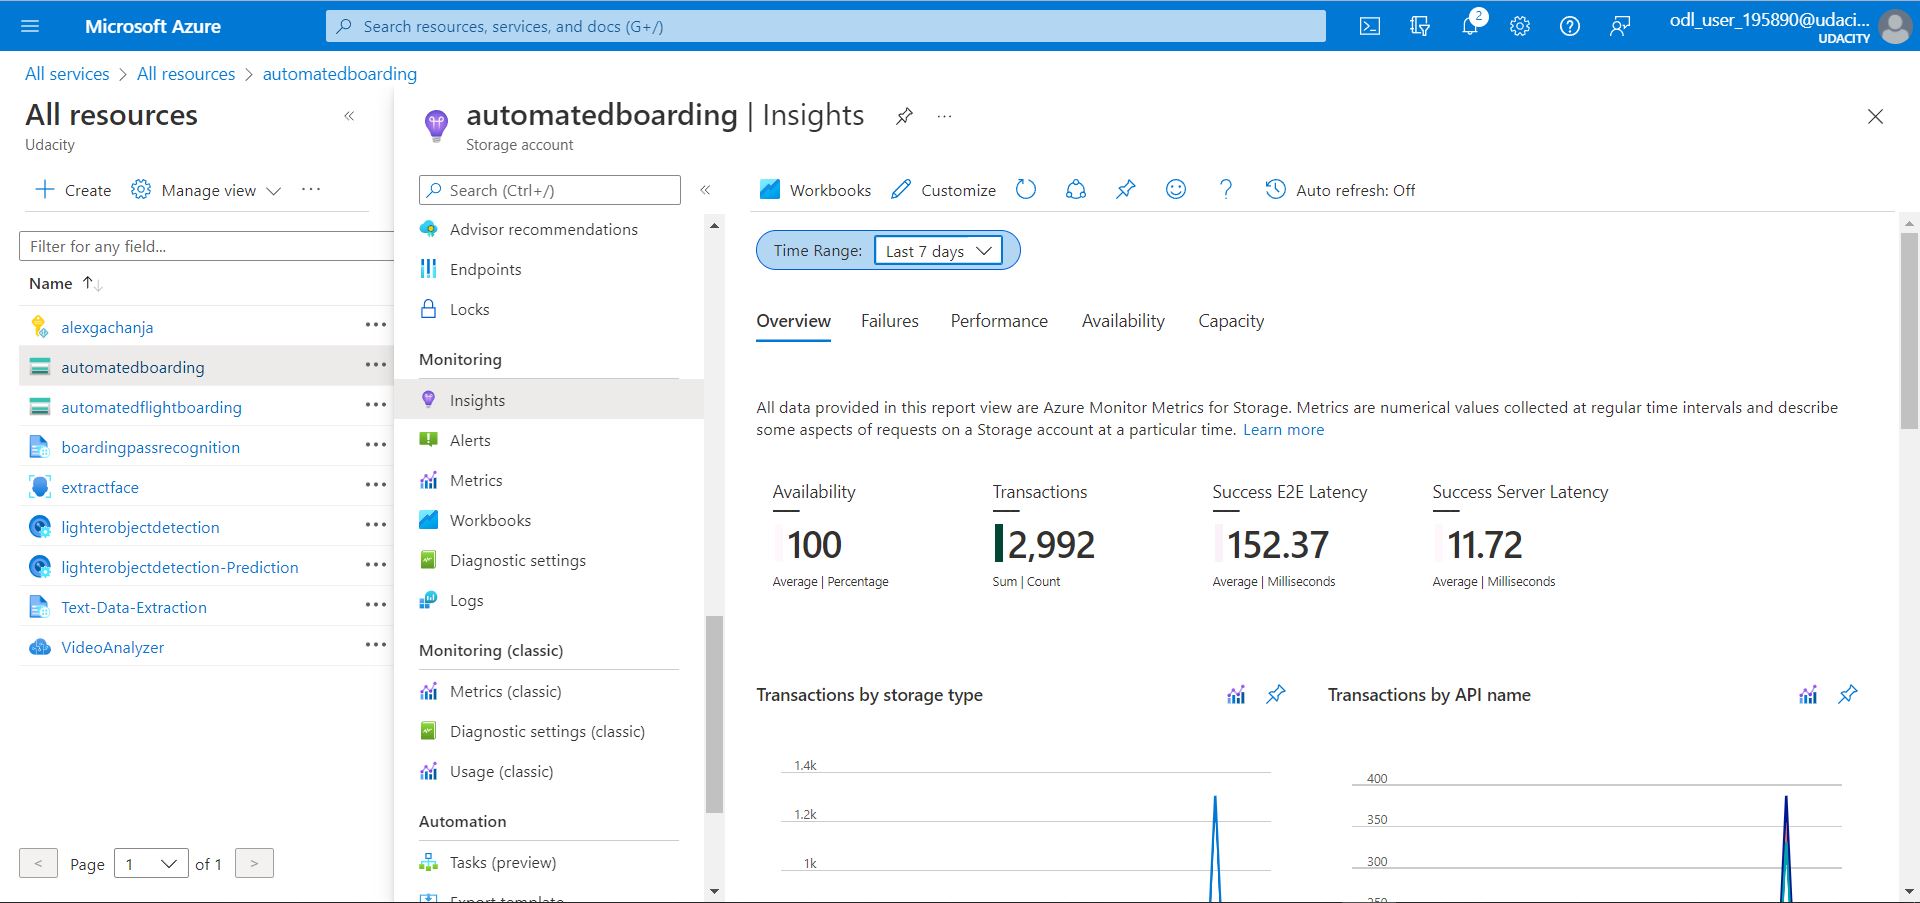 Microsoft Azure
Search resources, services, and docs (G+/)
2
odl_user_195890@udaci...
UDACITY
All services > All resources > automatedboarding
All resources
«
Udacity
+ Create
Manage view
...
Filter for any field...
Name ↑↓
alexgachanja
automatedboarding
automatedflightboarding
boardingpassrecognition
extractface
lighterobjectdetection
lighterobjectdetection-Prediction
Text-Data-Extraction
VideoAnalyzer
< Page 1 of 1 >
automatedboarding | Insights
...
Storage account
Search (Ctrl+/)
«
Advisor recommendations
Endpoints
Locks
Monitoring
Insights
Alerts
Metrics
Workbooks
Diagnostic settings
Logs
Monitoring (classic)
Metrics (classic)
Diagnostic settings (classic)
Usage (classic)
Automation
Tasks (preview)
Export template
Workbooks
Customize
?
Auto refresh: Off
Time Range: Last 7 days
Overview Failures Performance Availability Capacity
All data provided in this report view are Azure Monitor Metrics for Storage. Metrics are numerical values collected at regular time intervals and describe
some aspects of requests on a Storage account at a particular time. Learn more
Availability
100
Average | Percentage
Transactions
2,992
Sum | Count
Success E2E Latency
152.37
Average | Milliseconds
Success Server Latency
11.72
Average | Milliseconds
Transactions by storage type
1.4k
1.2k
1k
Transactions by API name
400
350
300
250